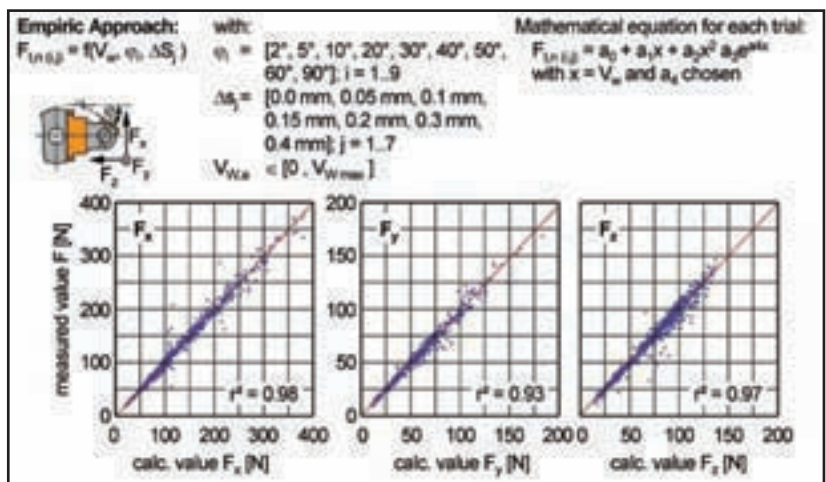 Empiric Approach:
with:
Mathematical equation for each trial:
φi = [2°, 5°, 10°, 20°, 30°, 40°, 50°,
60°, 90°]; i = 1..9
Δsj = [0.0 mm, 0.05 mm, 0.1 mm,
0.15 mm, 0.2 mm, 0.3 mm,
0.4 mm]; j = 1..7
with x = Vw and a4 chosen
Fx
Fz
Fy
measured value F [N]
400
300
200
100
0
Fx
r² = 0.98
0 100 200 300 400
calc. value Fx [N]
200
150
100
50
0
Fy
r² = 0.93
0 50 100 150 200
calc. value Fy [N]
Fz
r² = 0.97
0 50 100 150 200
calc. value Fz [N]